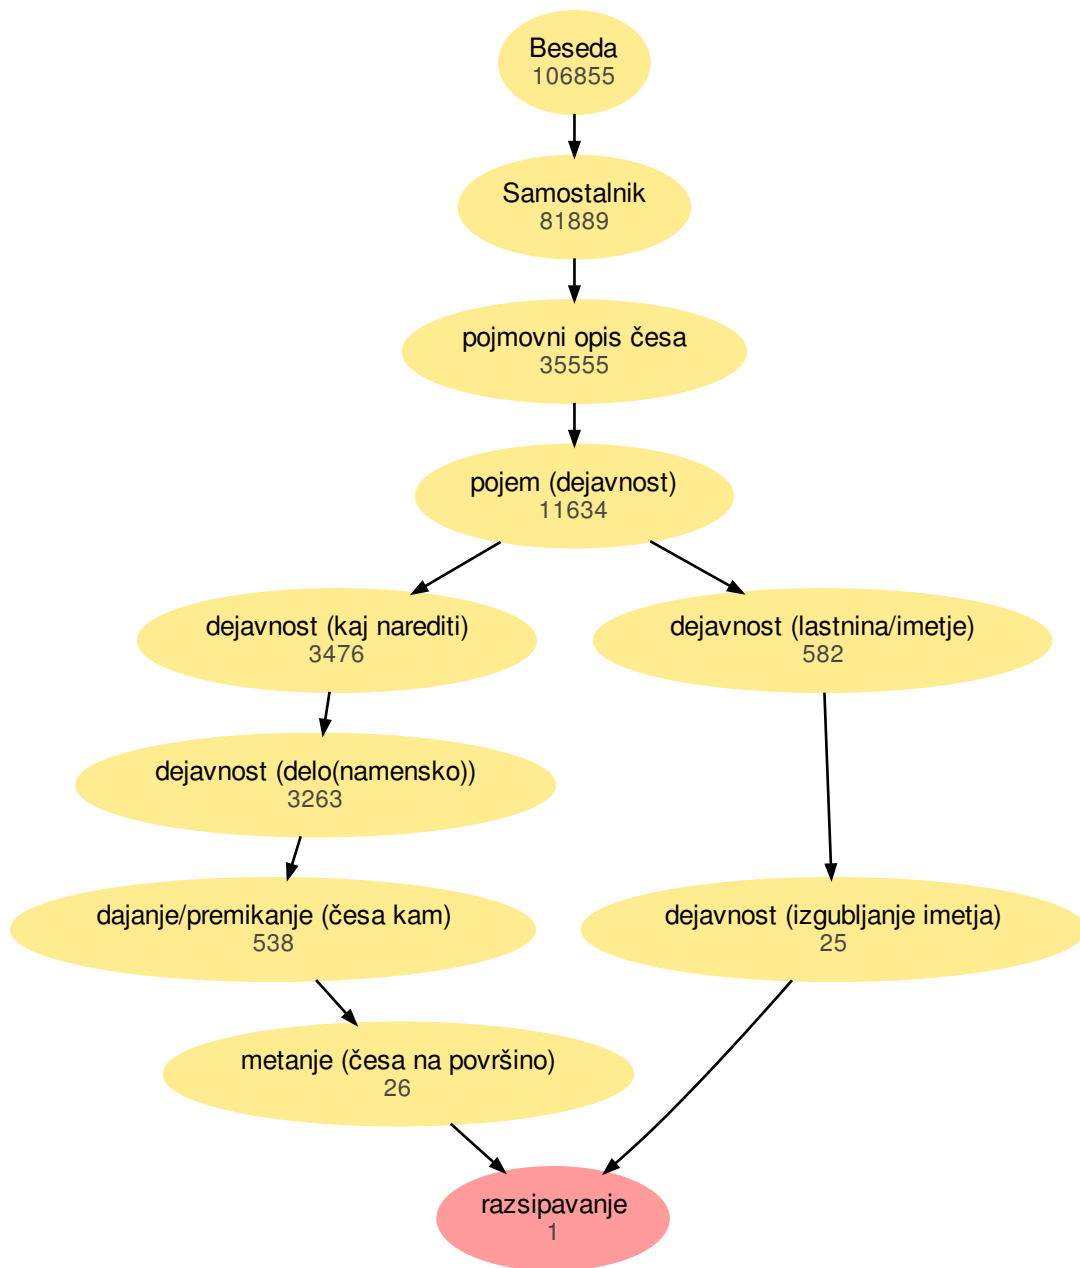 Beseda
106855
Samostalnik
81889
pojmovni opis česa
35555
pojem (dejavnost)
11634
dejavnost (kaj narediti)
3476
dejavnost (lastnina/imetje)
582
dejavnost (delo(namensko))
3263
dajanje/premikanje (česa kam)
538
dejavnost (izgubljanje imetja)
25
metanje (česa na površino)
26
razsipavanje
1